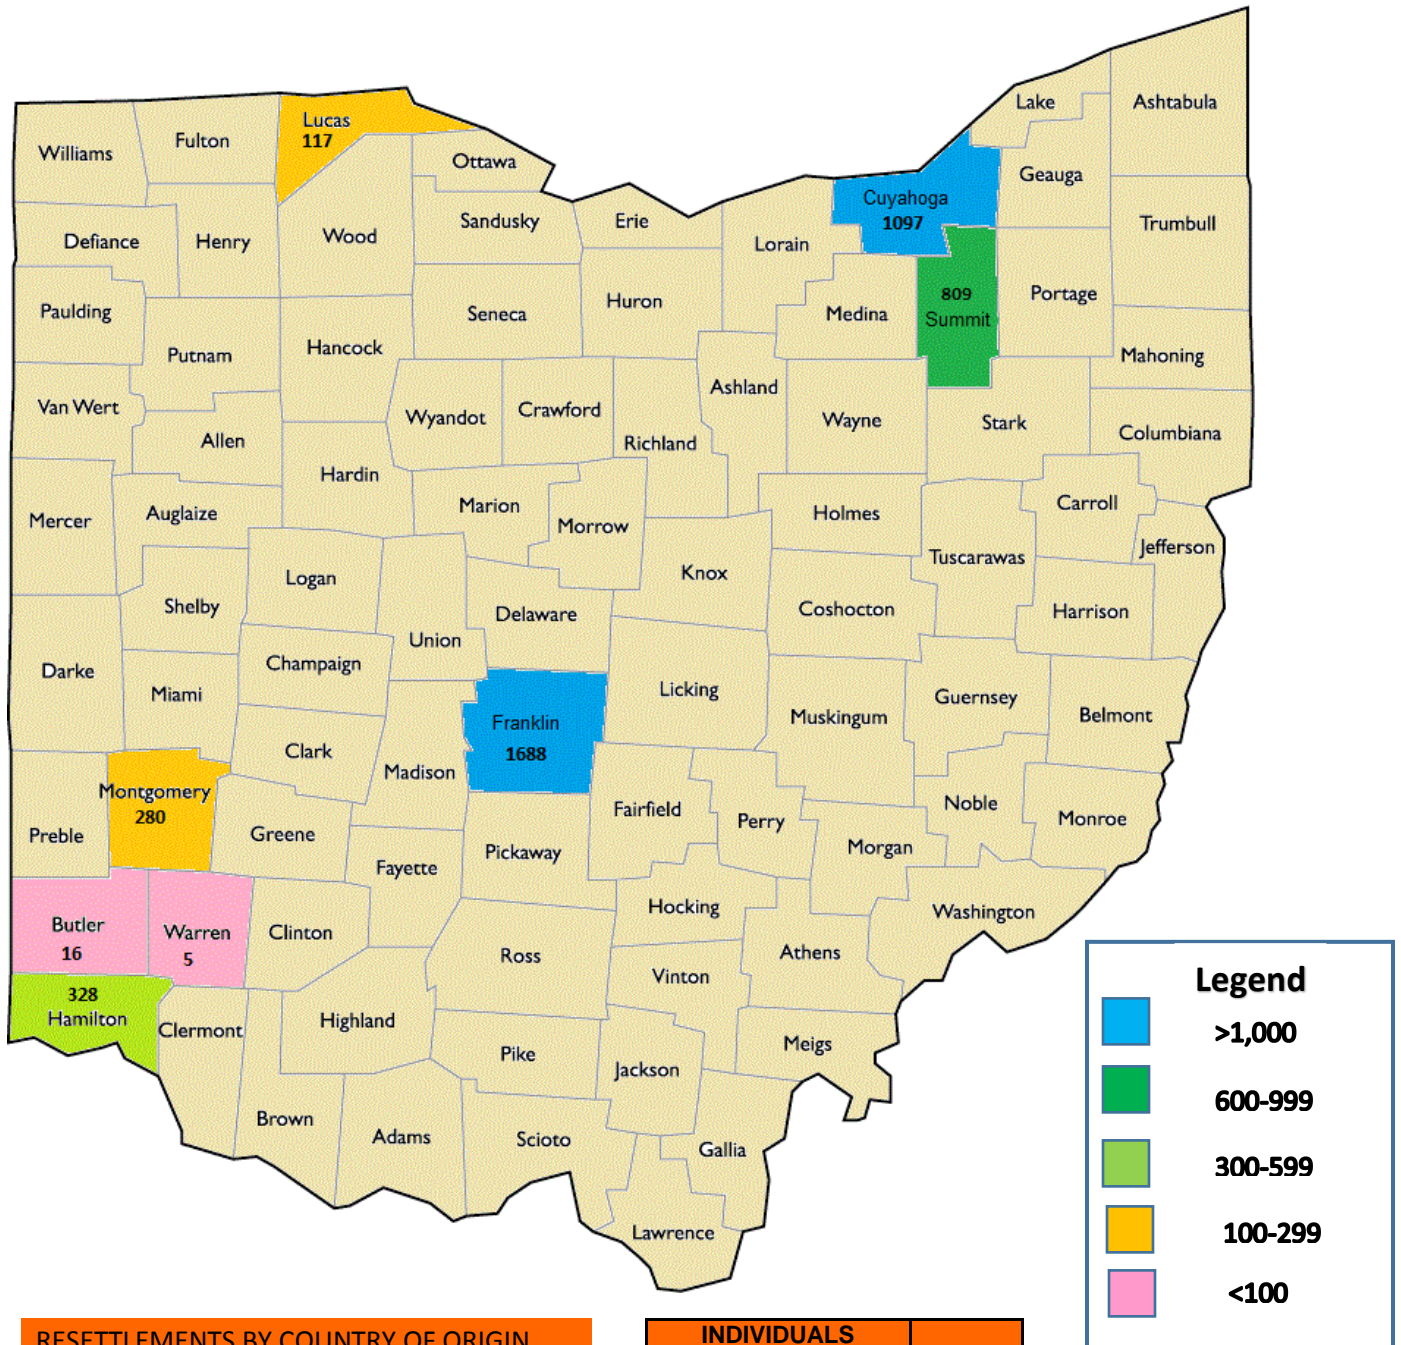 Lake
Ashtabula
Lucas
117
Fulton
Williams
Ottawa
Geauga
Cuyahoga
1097
Sandusky
Erie
Trumbull
Defiance
Henry
Wood
Lorain
809
Summit
Portage
Huron
Paulding
Seneca
Medina
Putnam
Hancock
Mahoning
Ashland
Van Wert
Wyandot
Crawford
Wayne
Stark
Columbiana
Allen
Richland
Hardin
Marion
Carroll
Mercer
Auglaize
Morrow
Holmes
Jefferson
Tuscarawas
Logan
Knox
Shelby
Delaware
Coshocton
Harrison
Union
Darke
Champaign
Miami
Licking
Guernsey
Franklin
1688
Muskingum
Belmont
Clark
Madison
Montgomery
280
Noble
Fairfield
Perry
Monroe
Preble
Greene
Pickaway
Morgan
Fayette
Hocking
Washington
Butler
16
Warren
5
Clinton
Ross
Athens
Vinton
328
Hamilton
Clermont
Highland
Pike
Meigs
Jackson
Brown
Adams
Scioto
Gallia
Lawrence
Legend
>1,000
600-999
300-599
100-299
<100
RESETTLEMENTS BY COUNTRY OF ORIGIN
INDIVIDUALS